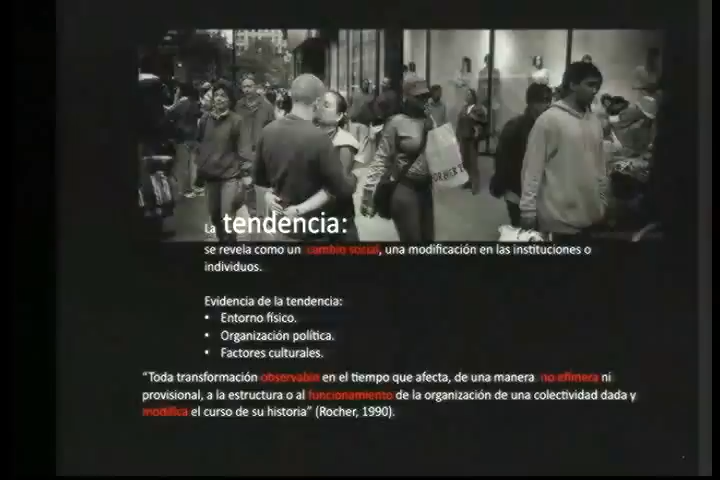 La tendencia:
se revela como un cambio social, una modificación en las instituciones o
individuos.
Evidencia de la tendencia:
• Entorno físico.
• Organización política.
• Factores culturales.
“Toda transformación observable en el tiempo que afecta, de una manera no efímera ni
provisional, a la estructura o al funcionamiento de la organización de una colectividad dada y
modifica el curso de su historia” (Rocher, 1990).